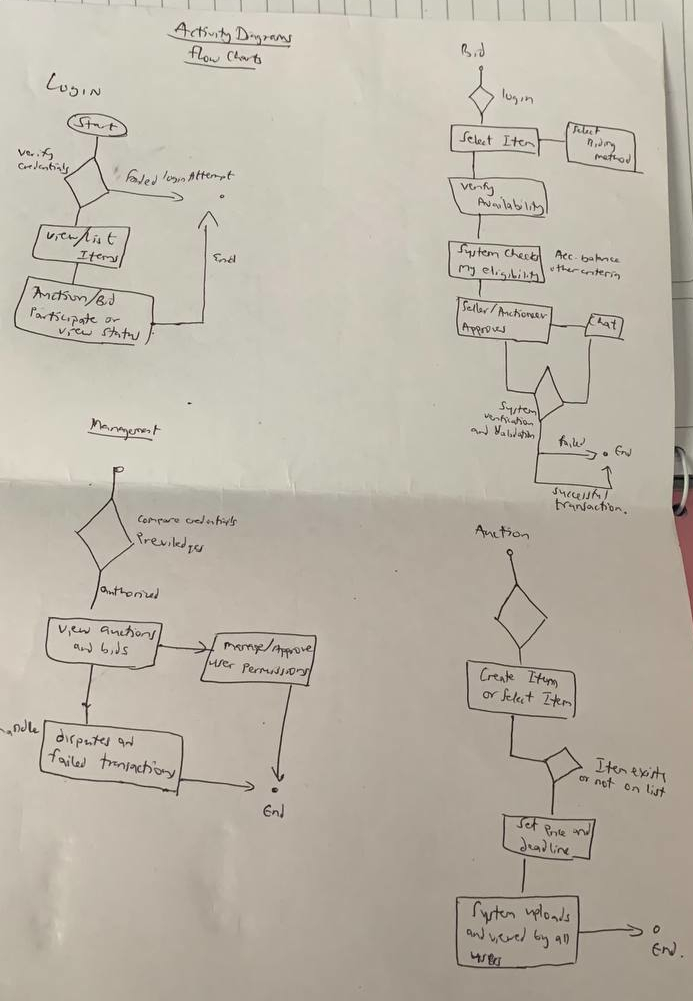 Activity Diagrams
flow Charts
Login
Start
verify
credentials
Failed login Attempt
view/list
Items
End
Auction/Bid
Participate or
view status
Bid
login
Select Item
Select
Biding
method
Verify
Availability
System Checks
my eligibility
Acc. balance
other criteria
Seller/Auctioneer
Approves
Chat
System
verification
and Validation
failed
End
Successful
transaction.
Management
Compare credentials
Previledges
authorized
view auctions
and bids
Manage/Approve
user Permissions
handle
disputes and
failed transactions
End
Auction
Create Item
or Select Item
Item exists
or not on list
Set Price and
deadline
System uploads
and viewed by all
users
End.